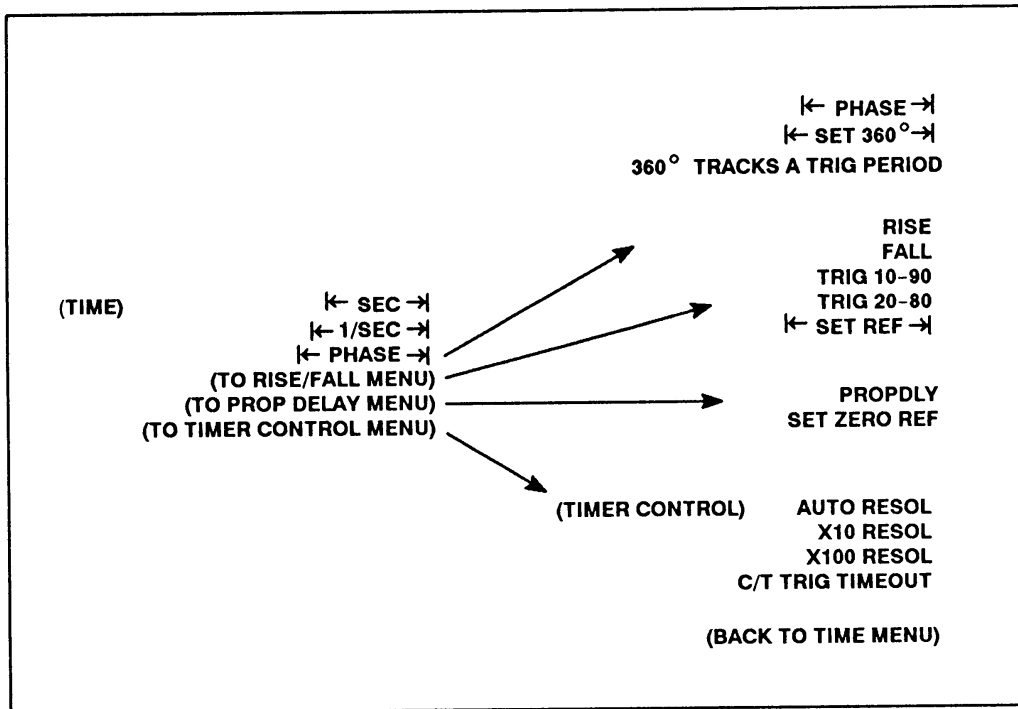 |← PHASE →|
|← SET 360° →|
360° TRACKS A TRIG PERIOD
RISE
FALL
TRIG 10-90
TRIG 20-80
|← SET REF →|
(TIME)
|← SEC →|
|← 1/SEC →|
|← PHASE →|
(TO RISE/FALL MENU)
(TO PROP DELAY MENU)
(TO TIMER CONTROL MENU)
PROPDLY
SET ZERO REF
(TIMER CONTROL)
AUTO RESOL
X10 RESOL
X100 RESOL
C/T TRIG TIMEOUT
(BACK TO TIME MENU)